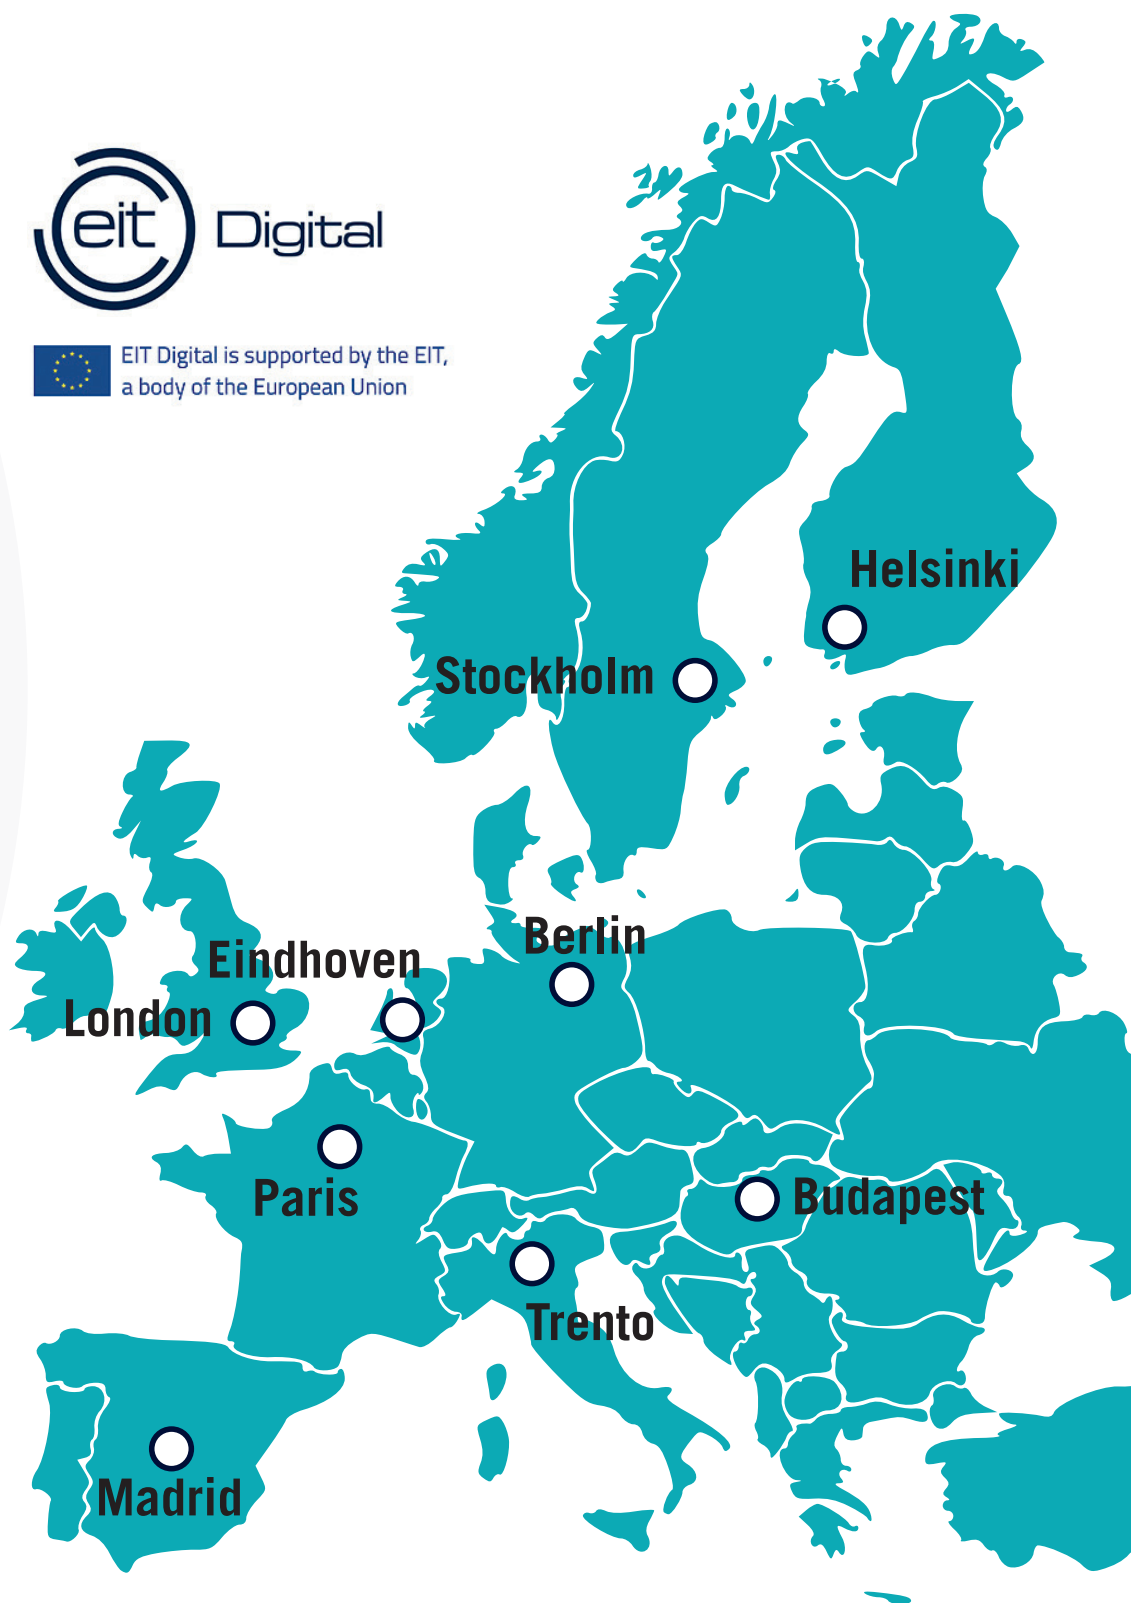 eit Digital
EIT Digital is supported by the EIT,
a body of the European Union
Helsinki
Stockholm
Berlin
Eindhoven
London
Paris
Budapest
Trento
Madrid